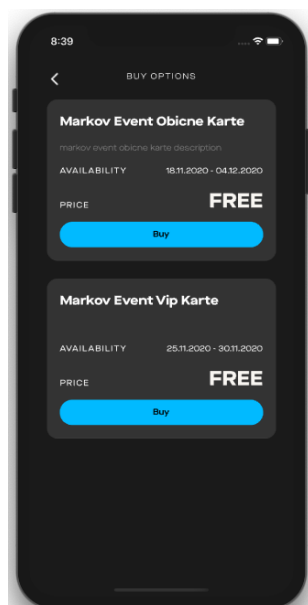 8:39
BUY OPTIONS
Markov Event Obicne Karte
markov event obicne karte description
AVAILABILITY 18.11.2020 - 04.12.2020
PRICE FREE
Buy
Markov Event Vip Karte
AVAILABILITY 25.11.2020 - 30.11.2020
PRICE FREE
Buy